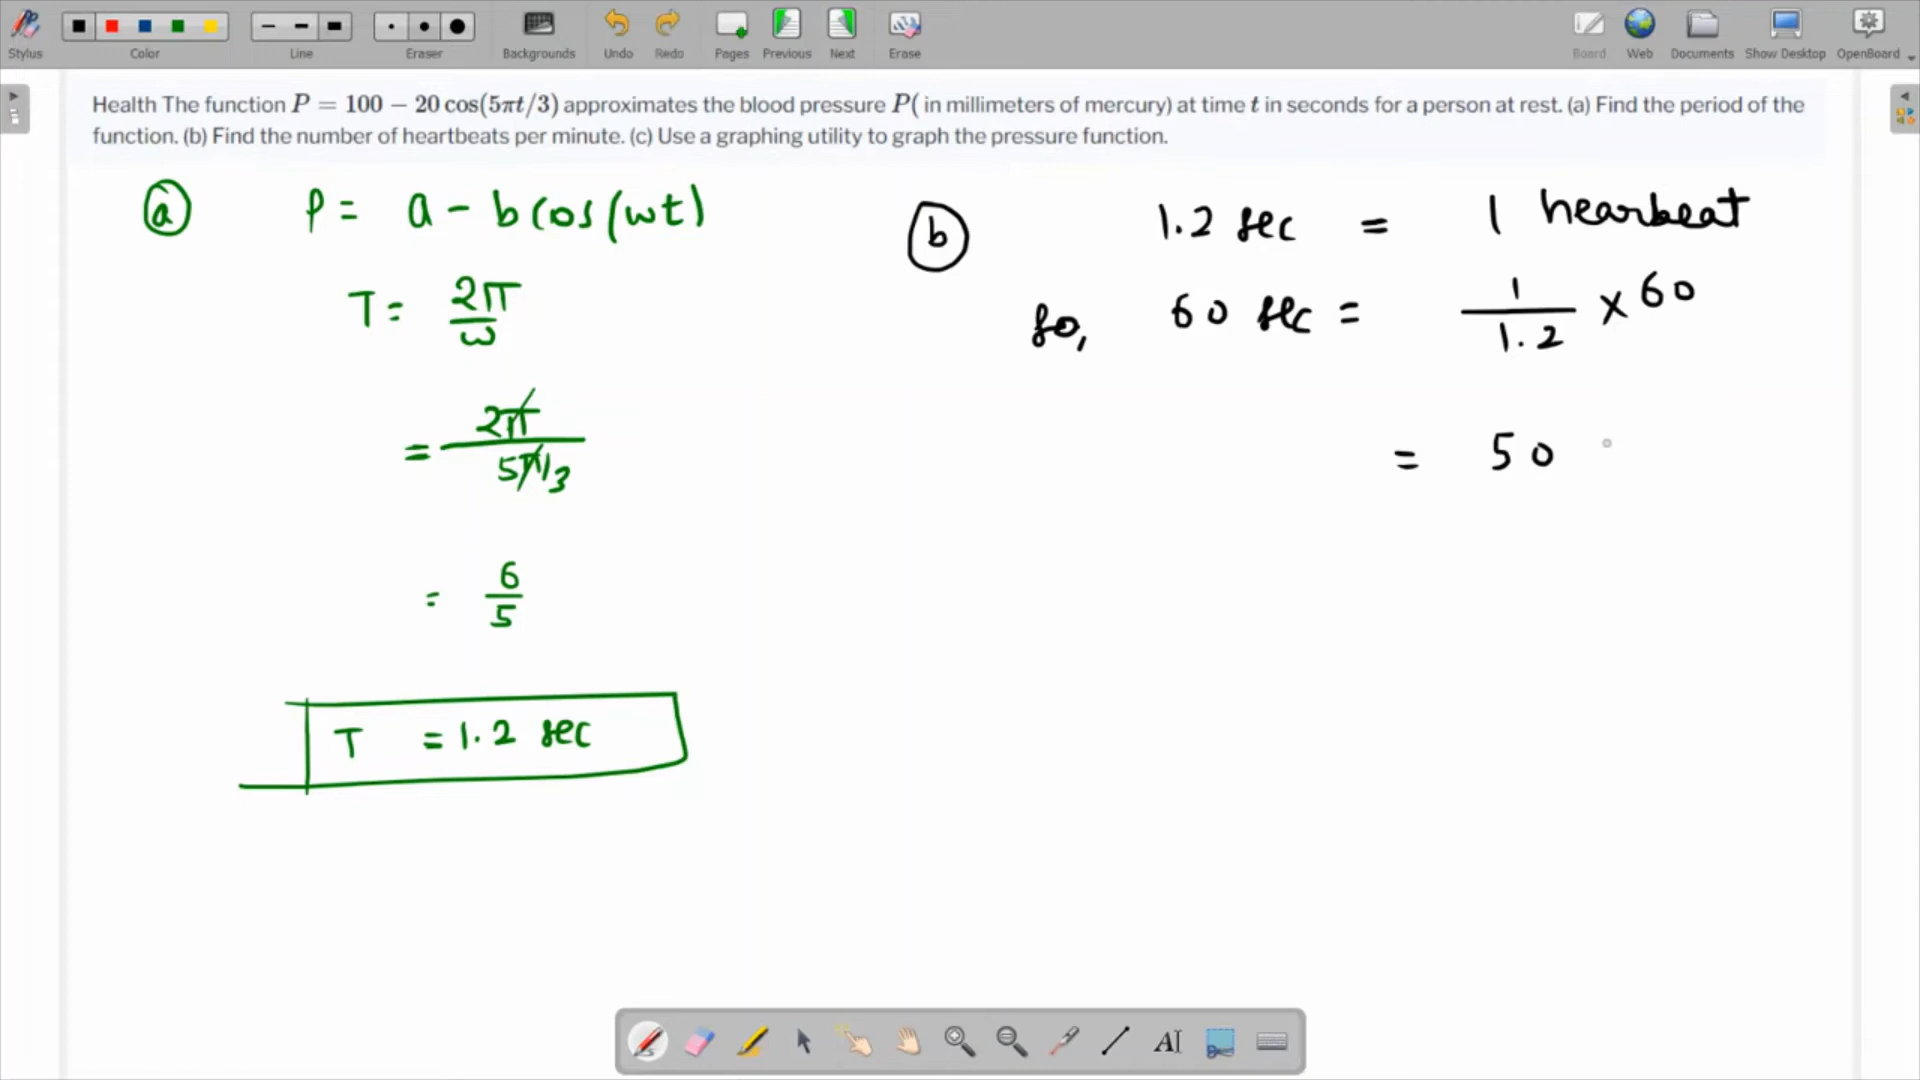 Stylus Color Line Eraser Backgrounds Undo Redo Pages Previous Next Erase Board Web Documents Show Desktop OpenBoard
Health The function P = 100 − 20 cos(5πt/3) approximates the blood pressure P( in millimeters of mercury) at time t in seconds for a person at rest. (a) Find the period of the
function. (b) Find the number of heartbeats per minute. (c) Use a graphing utility to graph the pressure function.
a P = a - b cos(wt)
T = 2π/w
= 2π/5π/3
= 6/5
T = 1.2 sec
b 1.2 sec = 1 hearbeat
so, 60 sec = 1/1.2 × 60
= 50
AI